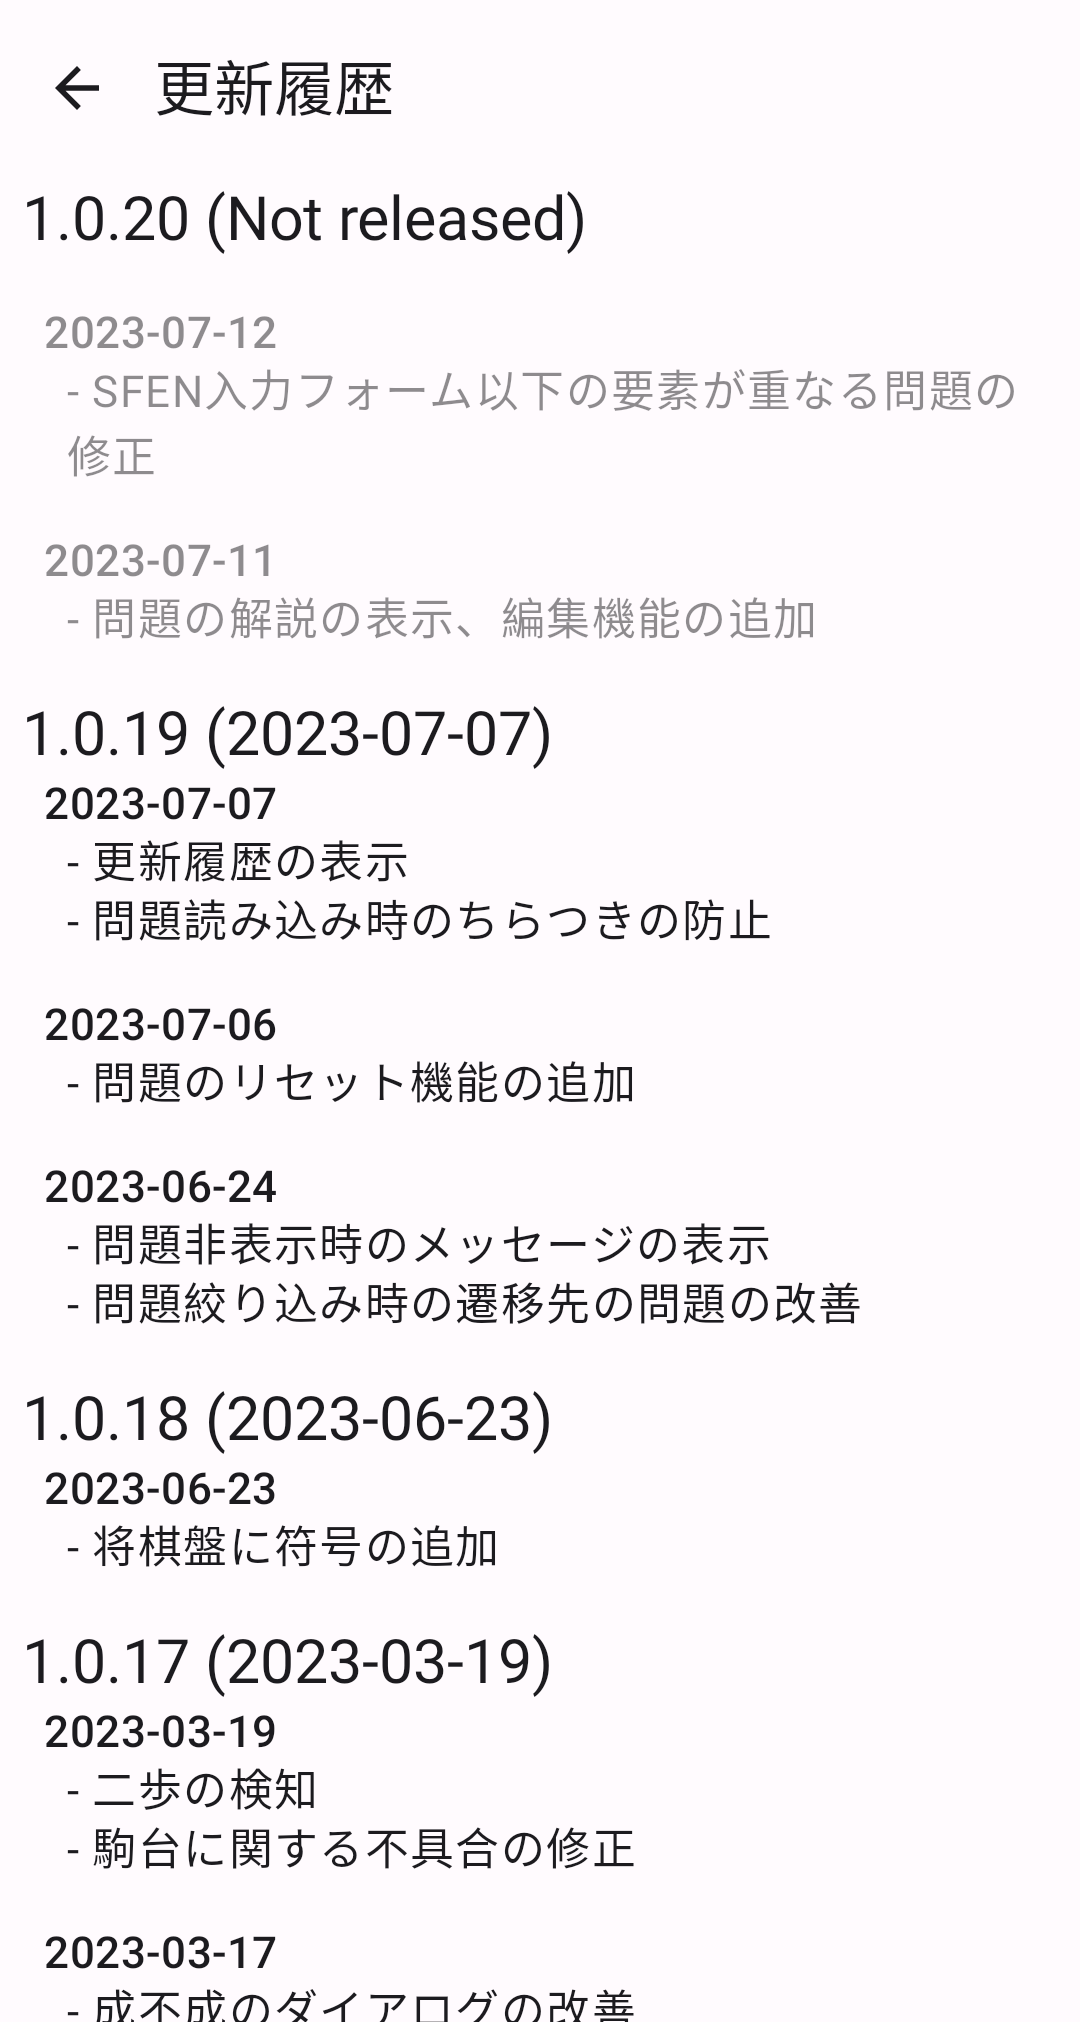 更新履歴
1.0.20 (Not released)
2023-07-12
- SFEN入力フォーム以下の要素が重なる問題の
修正
2023-07-11
- 問題の解説の表示、編集機能の追加
1.0.19 (2023-07-07)
2023-07-07
- 更新履歴の表示
- 問題読み込み時のちらつきの防止
2023-07-06
- 問題のリセット機能の追加
2023-06-24
- 問題非表示時のメッセージの表示
- 問題絞り込み時の遷移先の問題の改善
1.0.18 (2023-06-23)
2023-06-23
- 将棋盤に符号の追加
1.0.17 (2023-03-19)
2023-03-19
- 二歩の検知
- 駒台に関する不具合の修正
2023-03-17
- 成不成のダイアログの改善